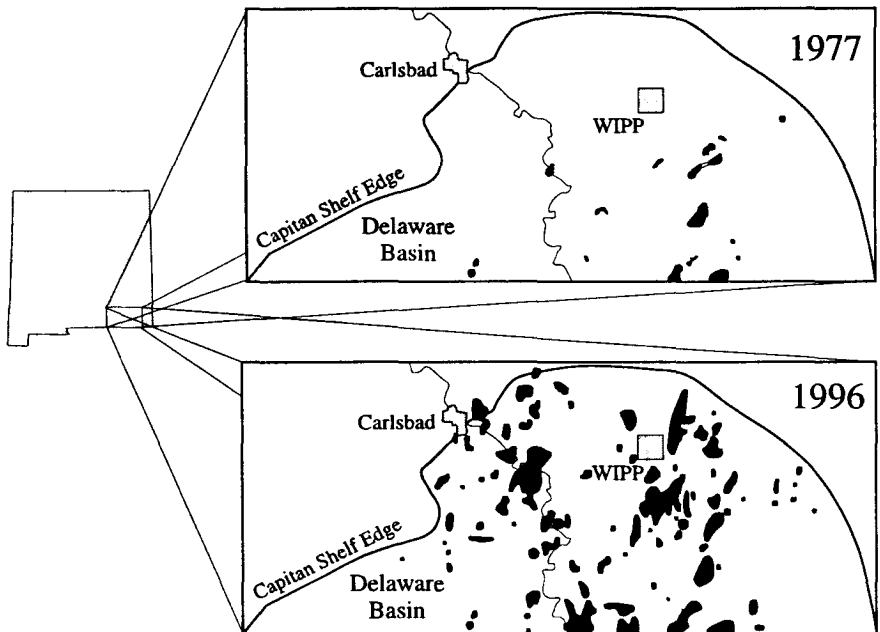 1977
Carlsbad
WIPP
Capitan Shelf Edge
Delaware
Basin
1996
Carlsbad
WIPP
Capitan Shelf Edge
Delaware
Basin